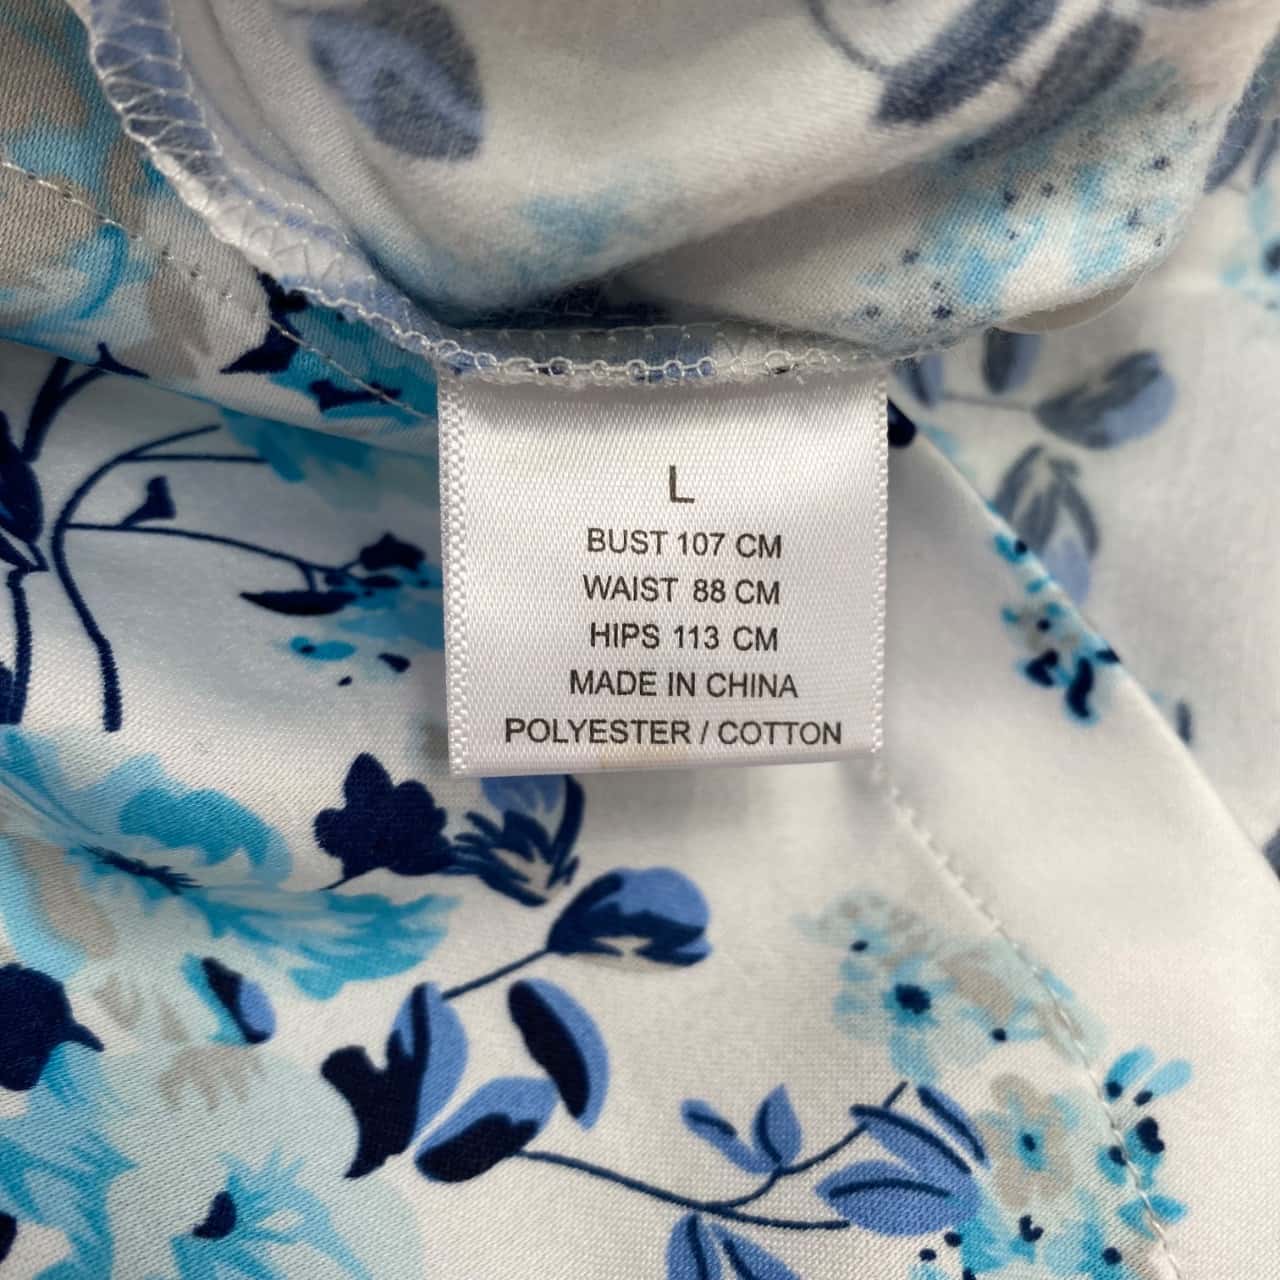 L
BUST 107 CM
WAIST 88 CM
HIPS 113 CM
MADE IN CHINA
POLYESTER / COTTON